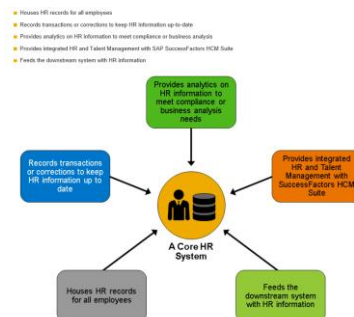 Houses HR records for all employees
Records transactions or corrections to keep HR information up-to-date
Provides analytics on HR information to meet compliance or business analysis
Provides integrated HR and Talent Management with SAP SuccessFactors HCM Suite
Feeds the downstream system with HR information
Provides analytics on
HR information to
meet compliance or
business analysis
needs
Records transactions
or corrections to keep
HR information up to
date
Provides integrated
HR and Talent
Management with
SuccessFactors HCM
Suite
A Core HR
System
Houses HR records
for all employees
Feeds the
downstream system
with HR information